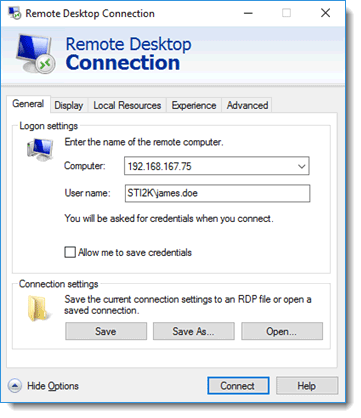 Remote Desktop Connection
Remote Desktop
Connection
General Display Local Resources Experience Advanced
Logon settings
Enter the name of the remote computer.
Computer: 192.168.167.75
User name: STI2K\james.doe
You will be asked for credentials when you connect.
Allow me to save credentials
Connection settings
Save the current connection settings to an RDP file or open a
saved connection.
Save Save As... Open...
Hide Options Connect Help